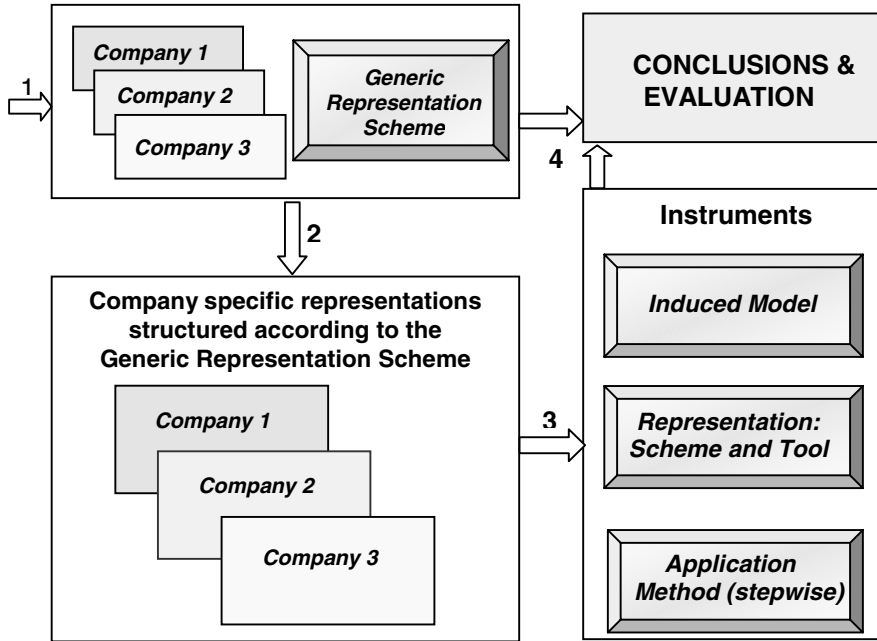 1
Company 1
Company 2
Company 3
Generic
Representation
Scheme
CONCLUSIONS &
EVALUATION
4
2
Company specific representations
structured according to the
Generic Representation Scheme
Company 1
Company 2
Company 3
3
Instruments
Induced Model
Representation:
Scheme and Tool
Application
Method (stepwise)